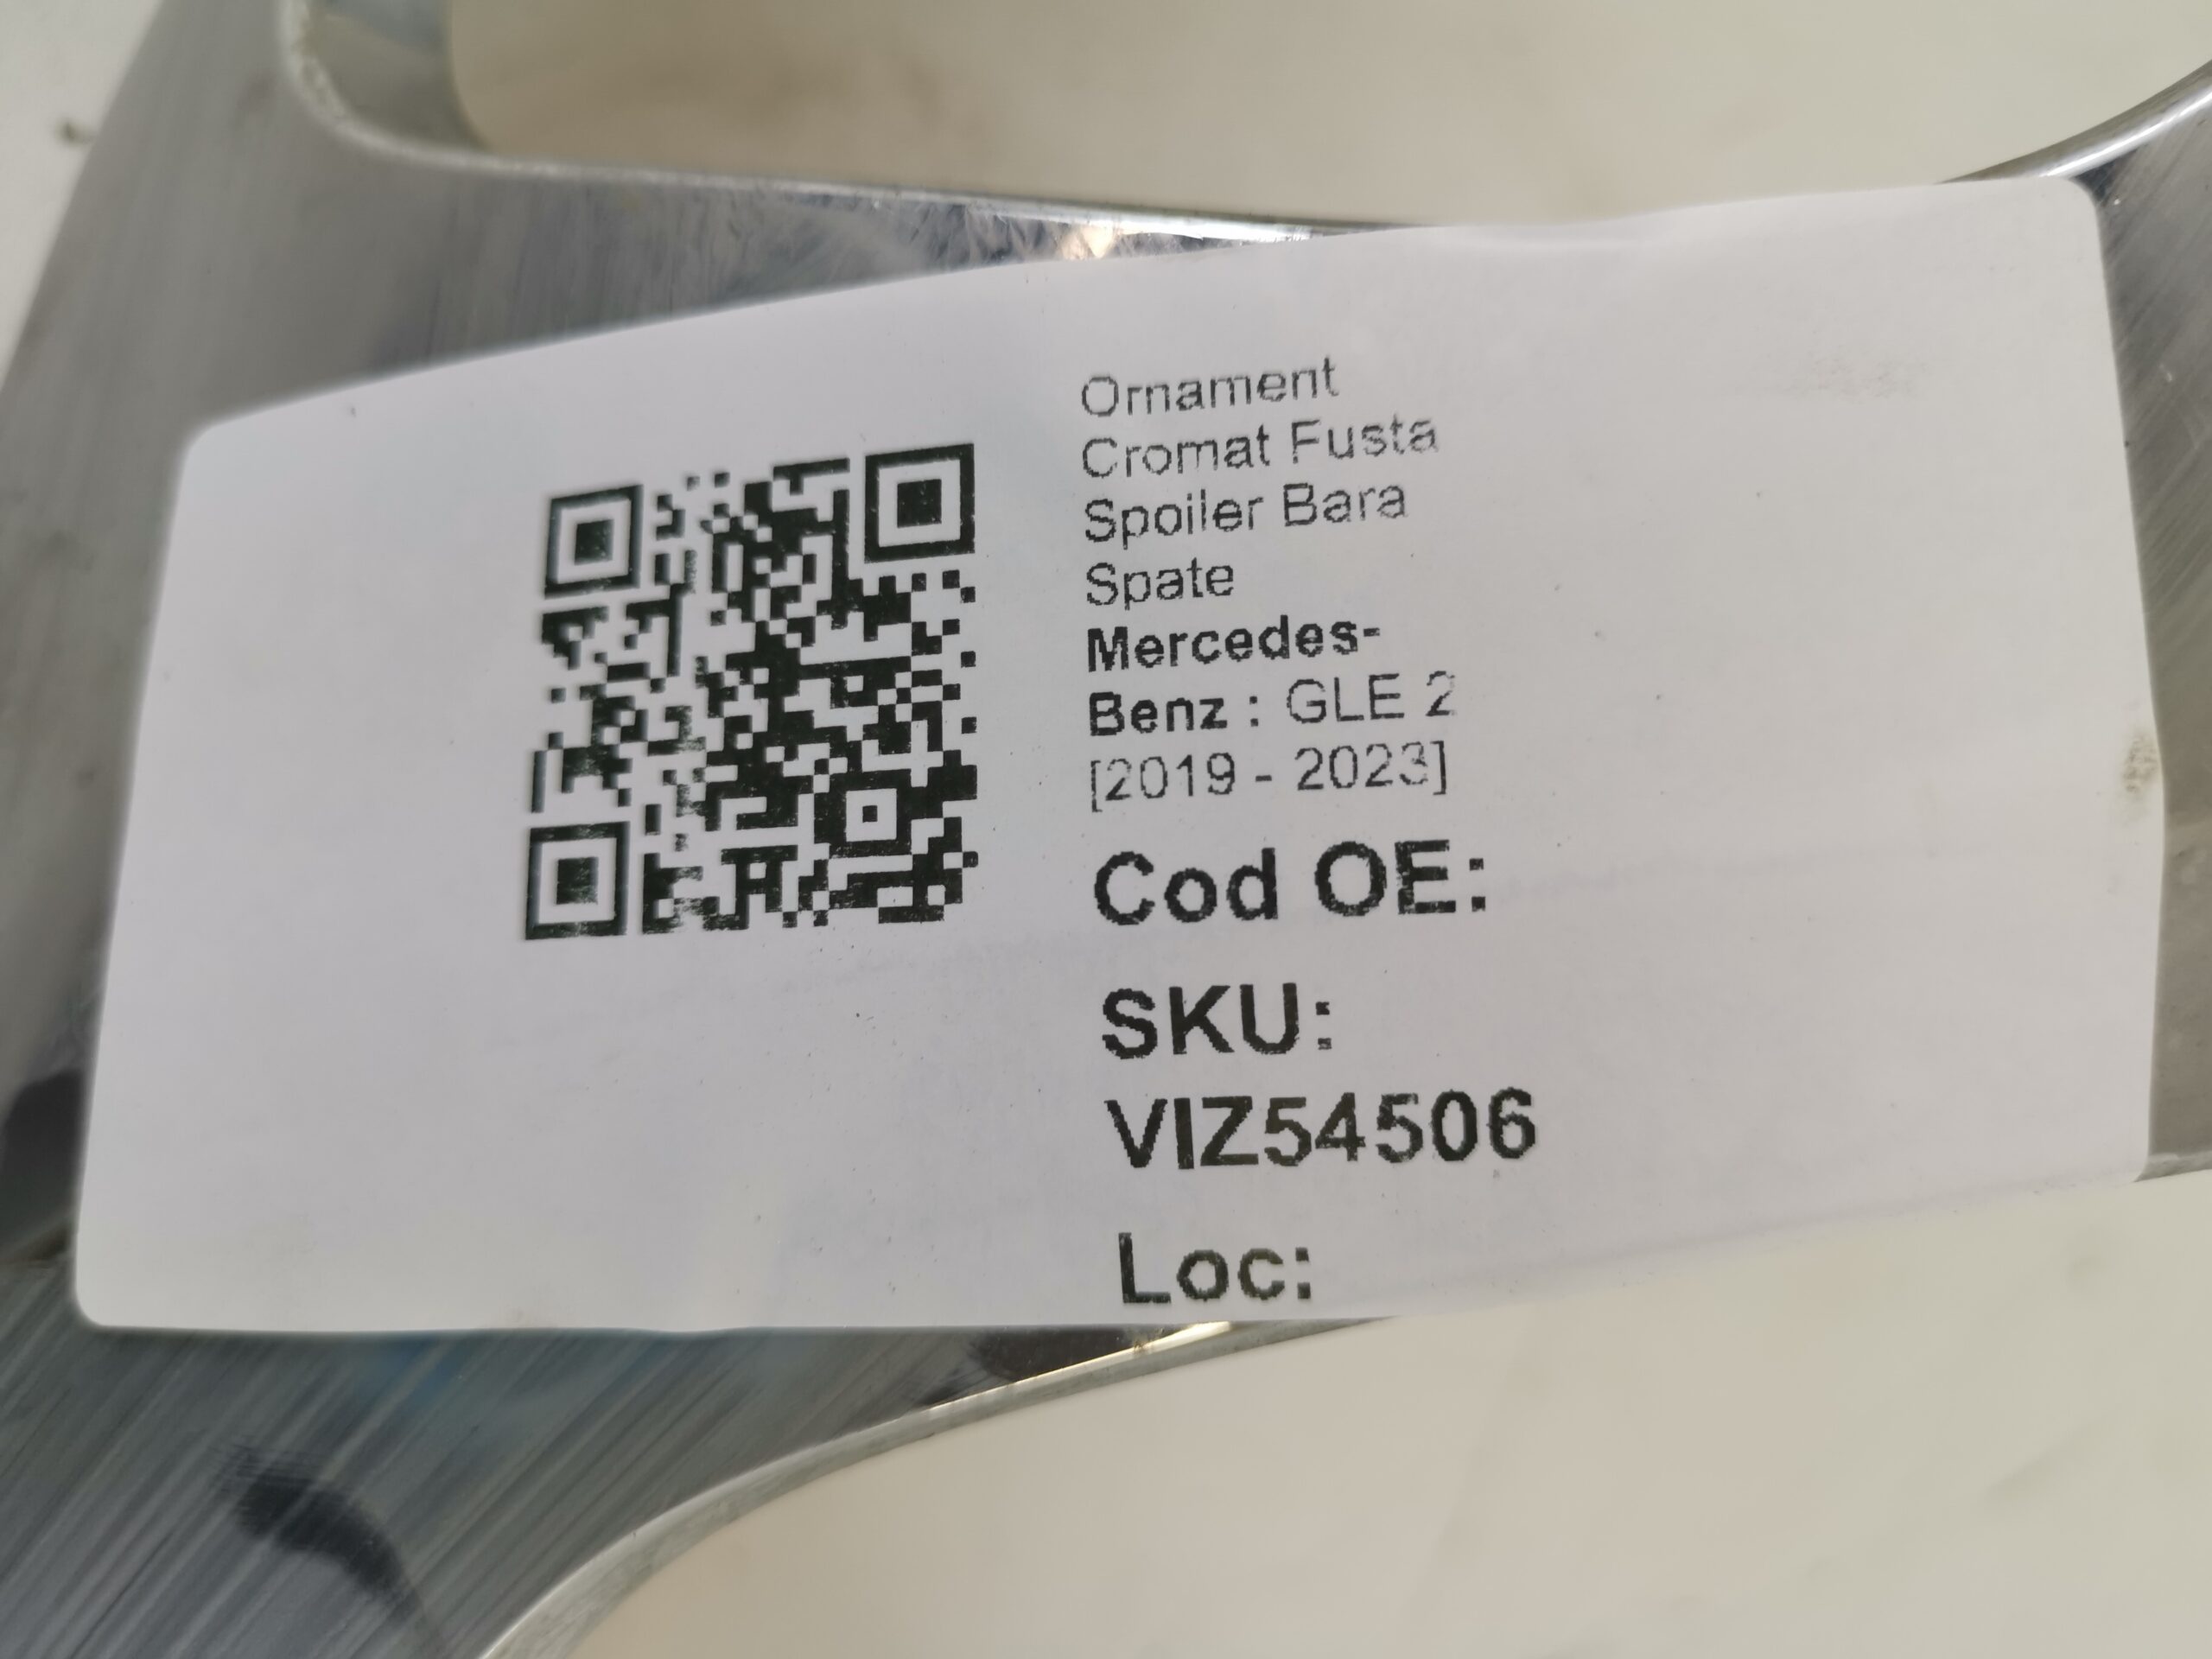 Ornament
Cromat Fusta
Spoiler Bara
Spate
Mercedes-
Benz : GLE 2
[2019 - 2023]
Cod OE:
SKU:
VIZ54506
Loc: